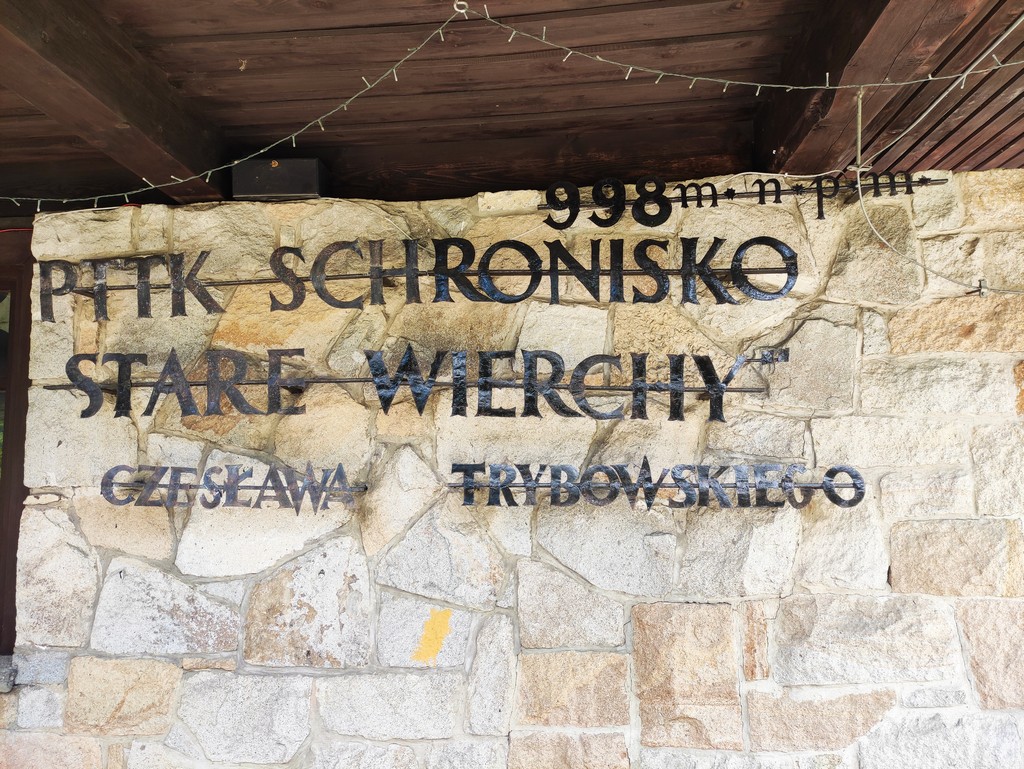 998 m. n. p. m.
PTTK SCHRONISKO
STARE WIERCHY
CZESŁAWA TRYBOWSKIEGO